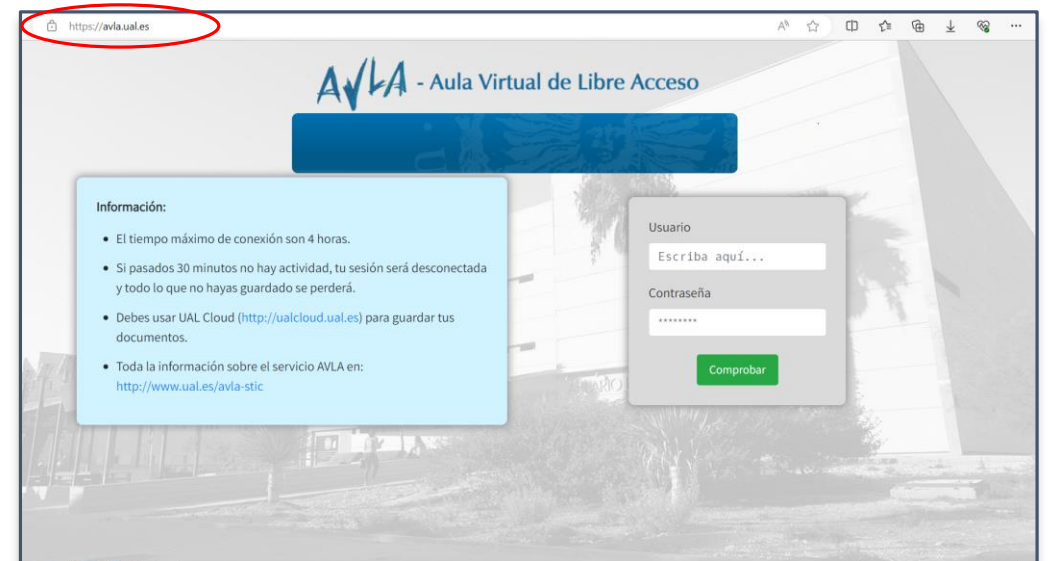 https://avla.ual.es
AVLA - Aula Virtual de Libre Acceso
Información:
• El tiempo máximo de conexión son 4 horas.
• Si pasados 30 minutos no hay actividad, tu sesión será desconectada
y todo lo que no hayas guardado se perderá.
• Debes usar UAL Cloud (http://ualcloud.ual.es) para guardar tus
documentos.
• Toda la información sobre el servicio AVLA en:
http://www.ual.es/avla-stic
Usuario
Escriba aquí...
Contraseña
********
Comprobar